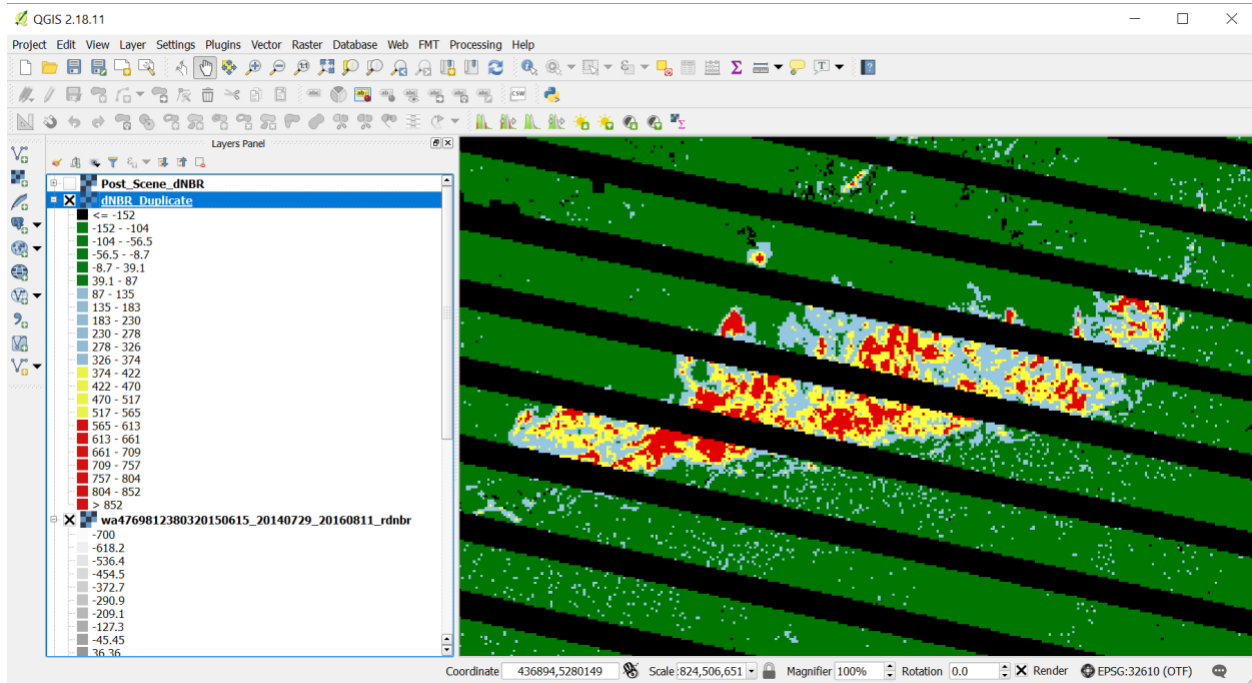 QGIS 2.18.11
Project Edit View Layer Settings Plugins Vector Raster Database Web FMT Processing Help
Layers Panel
Post_Scene_dNBR
dNBR_Duplicate
<= -152
-152 - -104
-104 - -56.5
-56.5 - -8.7
-8.7 - 39.1
39.1 - 87
87 - 135
135 - 183
183 - 230
230 - 278
278 - 326
326 - 374
374 - 422
422 - 470
470 - 517
517 - 565
565 - 613
613 - 661
661 - 709
709 - 757
757 - 804
804 - 852
> 852
wa4769812380320150615_20140729_20160811_rdnbr
-700
-618.2
-536.4
-454.5
-372.7
-290.9
-209.1
-127.3
-45.45
36.36
Coordinate 436894,5280149 Scale :824,506,651 Magnifier 100% Rotation 0.0 Render EPSG:32610 (OTF)